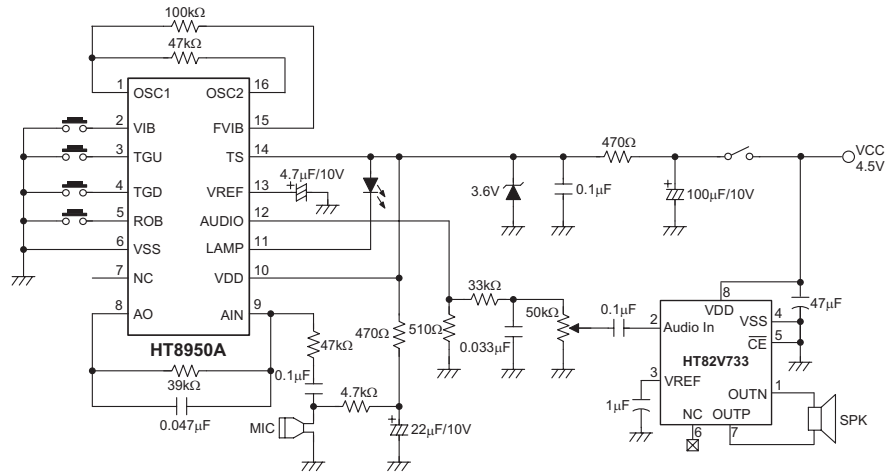 100kΩ
47kΩ
1 OSC1 OSC2 16
2 VIB FVIB 15
3 TGU TS 14
4 TGD VREF 13
5 ROB AUDIO 12
6 VSS LAMP 11
7 NC VDD 10
8 AO AIN 9
HT8950A
4.7μF/10V
3.6V
0.1μF
470Ω
100μF/10V
VCC
4.5V
39kΩ
0.047μF
47kΩ
0.1μF
MIC
4.7kΩ
470Ω
22μF/10V
510Ω
33kΩ
0.033μF
50kΩ
0.1μF
2 Audio In
8
VDD
VSS 4
CE 5
47μF
HT82V733
3 VREF
1μF
OUTN 1
NC OUTP
6 7
SPK